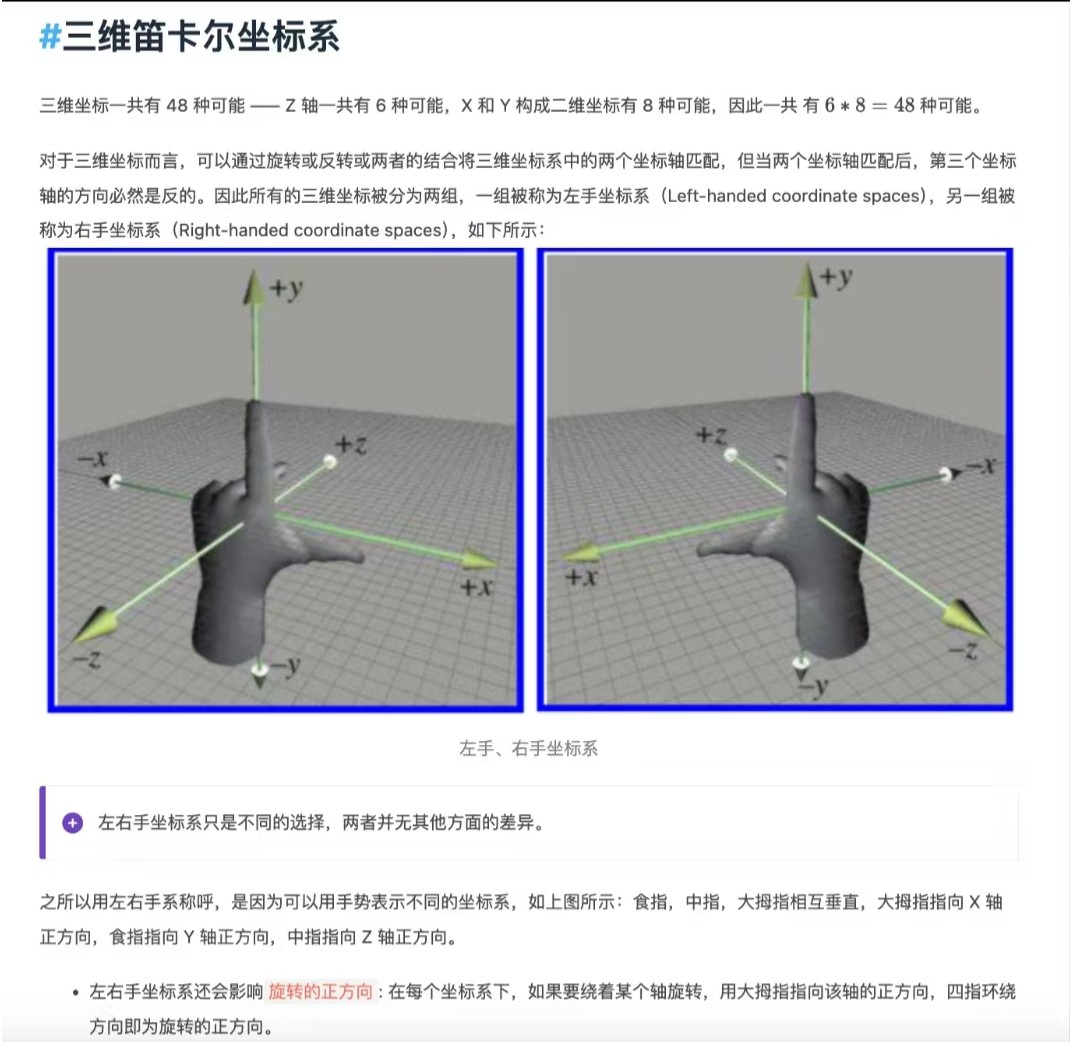 #三维笛卡尔坐标系
三维坐标一共有 48 种可能 —— Z 轴一共有 6 种可能，X 和 Y 构成二维坐标有 8 种可能，因此一共 有 6 * 8 = 48 种可能。
对于三维坐标而言，可以通过旋转或反转或两者的结合将三维坐标系中的两个坐标轴匹配，但当两个坐标轴匹配后，第三个坐标
轴的方向必然是反的。因此所有的三维坐标被分为两组，一组被称为左手坐标系（Left-handed coordinate spaces），另一组被
称为右手坐标系（Right-handed coordinate spaces），如下所示：
+y
+z
−x
+x
−z
−y
+y
+z
−x
+x
−z
−y
左手、右手坐标系
左右手坐标系只是不同的选择，两者并无其他方面的差异。
之所以用左右手系称呼，是因为可以用手势表示不同的坐标系，如上图所示：食指，中指，大拇指相互垂直，大拇指指向 X 轴
正方向，食指指向 Y 轴正方向，中指指向 Z 轴正方向。
• 左右手坐标系还会影响 旋转的正方向 : 在每个坐标系下，如果要绕着某个轴旋转，用大拇指指向该轴的正方向，四指环绕
方向即为旋转的正方向。